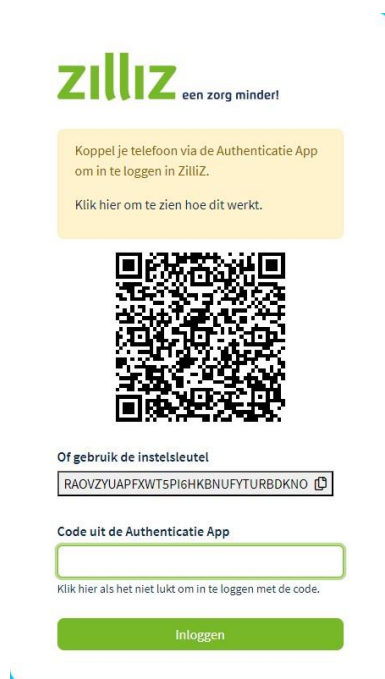 zilliz een zorg minder!
Koppel je telefoon via de Authenticatie App
om in te loggen in ZilliZ.
Klik hier om te zien hoe dit werkt.
Of gebruik de instelsleutel
RAOVZYUAPFXWT5PI6HKBNUFYTURBDKNO
Code uit de Authenticatie App
Klik hier als het niet lukt om in te loggen met de code.
Inloggen